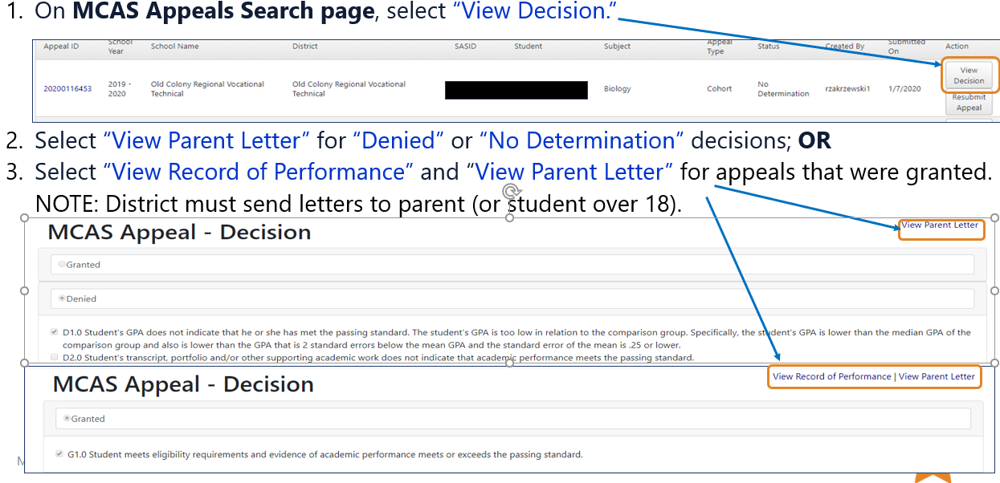 1. On MCAS Appeals Search page, select “View Decision.”
Appeal ID School Year School Name District SASID Student Subject Appeal Type Status Created By Submitted On Action
20200116453 2019 - 2020 Old Colony Regional Vocational Technical Old Colony Regional Vocational Technical Biology Cohort No Determination rzakrzewski1 1/7/2020 View Decision
Resubmit Appeal
2. Select “View Parent Letter” for “Denied” or “No Determination” decisions; OR
3. Select “View Record of Performance” and “View Parent Letter” for appeals that were granted.
NOTE: District must send letters to parent (or student over 18).
MCAS Appeal - Decision
View Parent Letter
Granted
Denied
D1.0 Student's GPA does not indicate that he or she has met the passing standard. The student's GPA is too low in relation to the comparison group. Specifically, the student's GPA is lower than the median GPA of the
comparison group and also is lower than the GPA that is 2 standard errors below the mean GPA and the standard error of the mean is .25 or lower.
D2.0 Student's transcript, portfolio and/or other supporting academic work does not indicate that academic performance meets the passing standard.
MCAS Appeal - Decision
View Record of Performance | View Parent Letter
Granted
G1.0 Student meets eligibility requirements and evidence of academic performance meets or exceeds the passing standard.